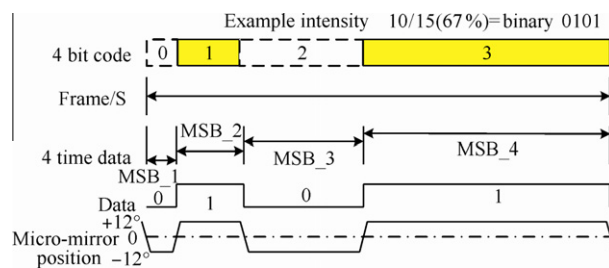 Example intensity 10/15(67%)=binary 0101
4 bit code 0 1 2 3
Frame/S
4 time data MSB_1 MSB_2 MSB_3 MSB_4
Data 0 1 0 1
+12°
Micro-mirror 0
position −12°